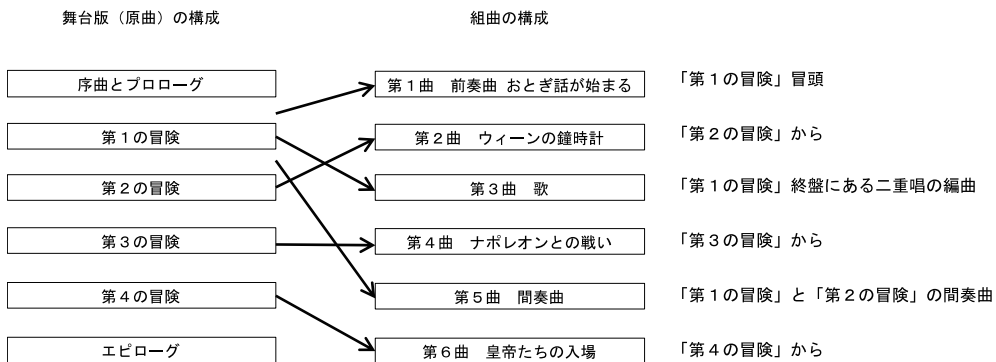 舞台版（原曲）の構成
組曲の構成
序曲とプロローグ
第１曲　前奏曲 おとぎ話が始まる
「第１の冒険」冒頭
第１の冒険
第２曲　ウィーンの鐘時計
「第２の冒険」から
第２の冒険
第３曲　歌
「第１の冒険」終盤にある二重唱の編曲
第３の冒険
第４曲　ナポレオンとの戦い
「第３の冒険」から
第４の冒険
第５曲　間奏曲
「第１の冒険」と「第２の冒険」の間奏曲
エピローグ
第６曲　皇帝たちの入場
「第４の冒険」から